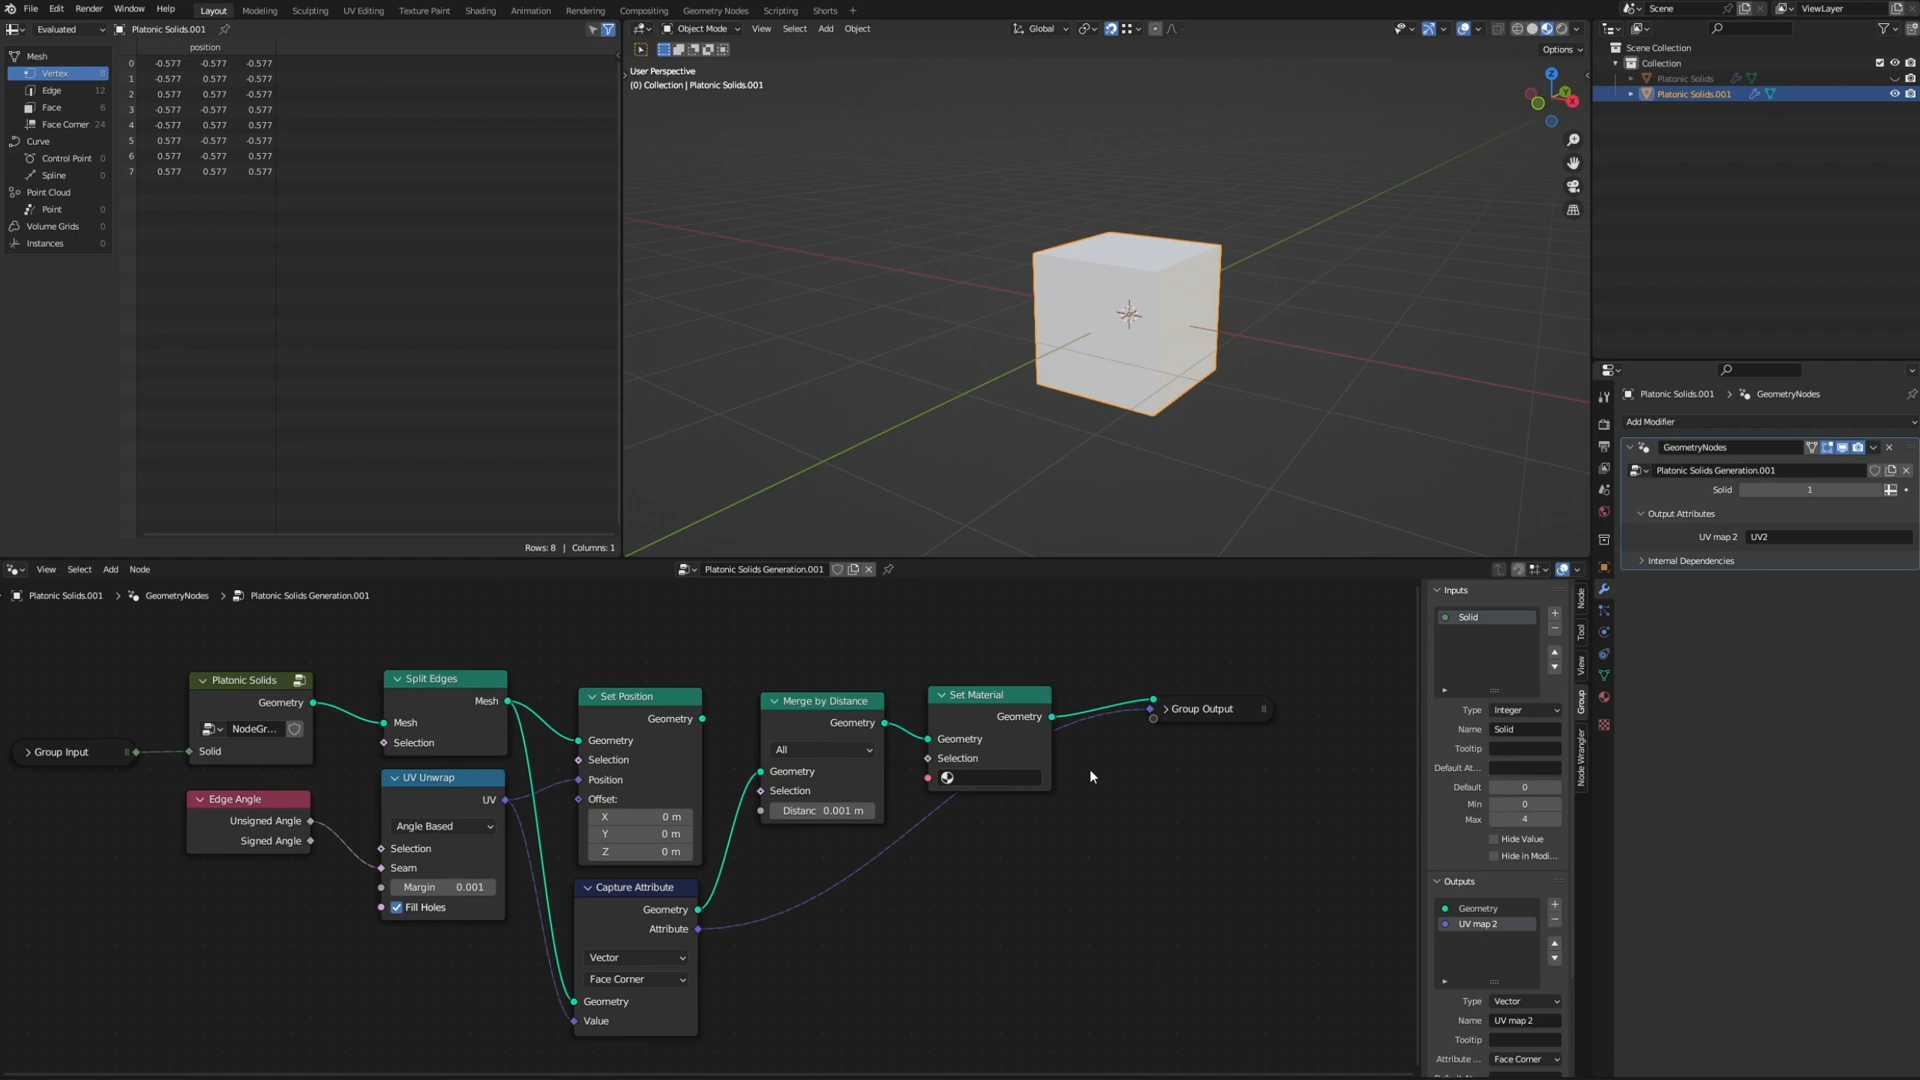 File Edit Render Window Help Layout Modeling Sculpting UV Editing Texture Paint Shading Animation Rendering Compositing Geometry Nodes Scripting Shorts + Scene ViewLayer
Evaluated Platonic Solids.001
position
Mesh
Vertex 8
Edge 12
Face 6
Face Corner 24
Curve
Control Point 0
Spline 0
Point Cloud
Point 0
Volume Grids 0
Instances 0
0 -0.577 -0.577 -0.577
1 -0.577 -0.577 0.577
2 0.577 0.577 -0.577
3 -0.577 0.577 -0.577
4 -0.577 0.577 0.577
5 0.577 -0.577 -0.577
6 0.577 -0.577 0.577
7 0.577 0.577 0.577
Rows: 8 | Columns: 1
Object Mode View Select Add Object Global
Options
User Perspective
(0) Collection | Platonic Solids.001
Z
Y
X
Scene Collection
Collection
Platonic Solids
Platonic Solids.001
Platonic Solids.001 > GeometryNodes
Add Modifier
GeometryNodes
Platonic Solids Generation.001
Solid 1
Output Attributes
UV map 2 UV2
Internal Dependencies
View Select Add Node Platonic Solids Generation.001
Platonic Solids.001 > GeometryNodes > Platonic Solids Generation.001
Group Input
Platonic Solids
Geometry
NodeGr...
Solid
Edge Angle
Unsigned Angle
Signed Angle
Split Edges
Mesh
Mesh
Selection
UV Unwrap
UV
Angle Based
Selection
Seam
Margin 0.001
Fill Holes
Set Position
Geometry
Geometry
Selection
Position
Offset:
X 0 m
Y 0 m
Z 0 m
Capture Attribute
Geometry
Attribute
Vector
Face Corner
Geometry
Value
Merge by Distance
Geometry
All
Geometry
Selection
Distanc 0.001 m
Set Material
Geometry
Geometry
Selection
Group Output
Inputs
Solid
Type Integer
Name Solid
Tooltip
Default At...
Default 0
Min 0
Max 4
Hide Value
Hide in Modi...
Outputs
Geometry
UV map 2
Type Vector
Name UV map 2
Tooltip
Attribute ... Face Corner
Node
Tool
View
Group
Node Wrangler